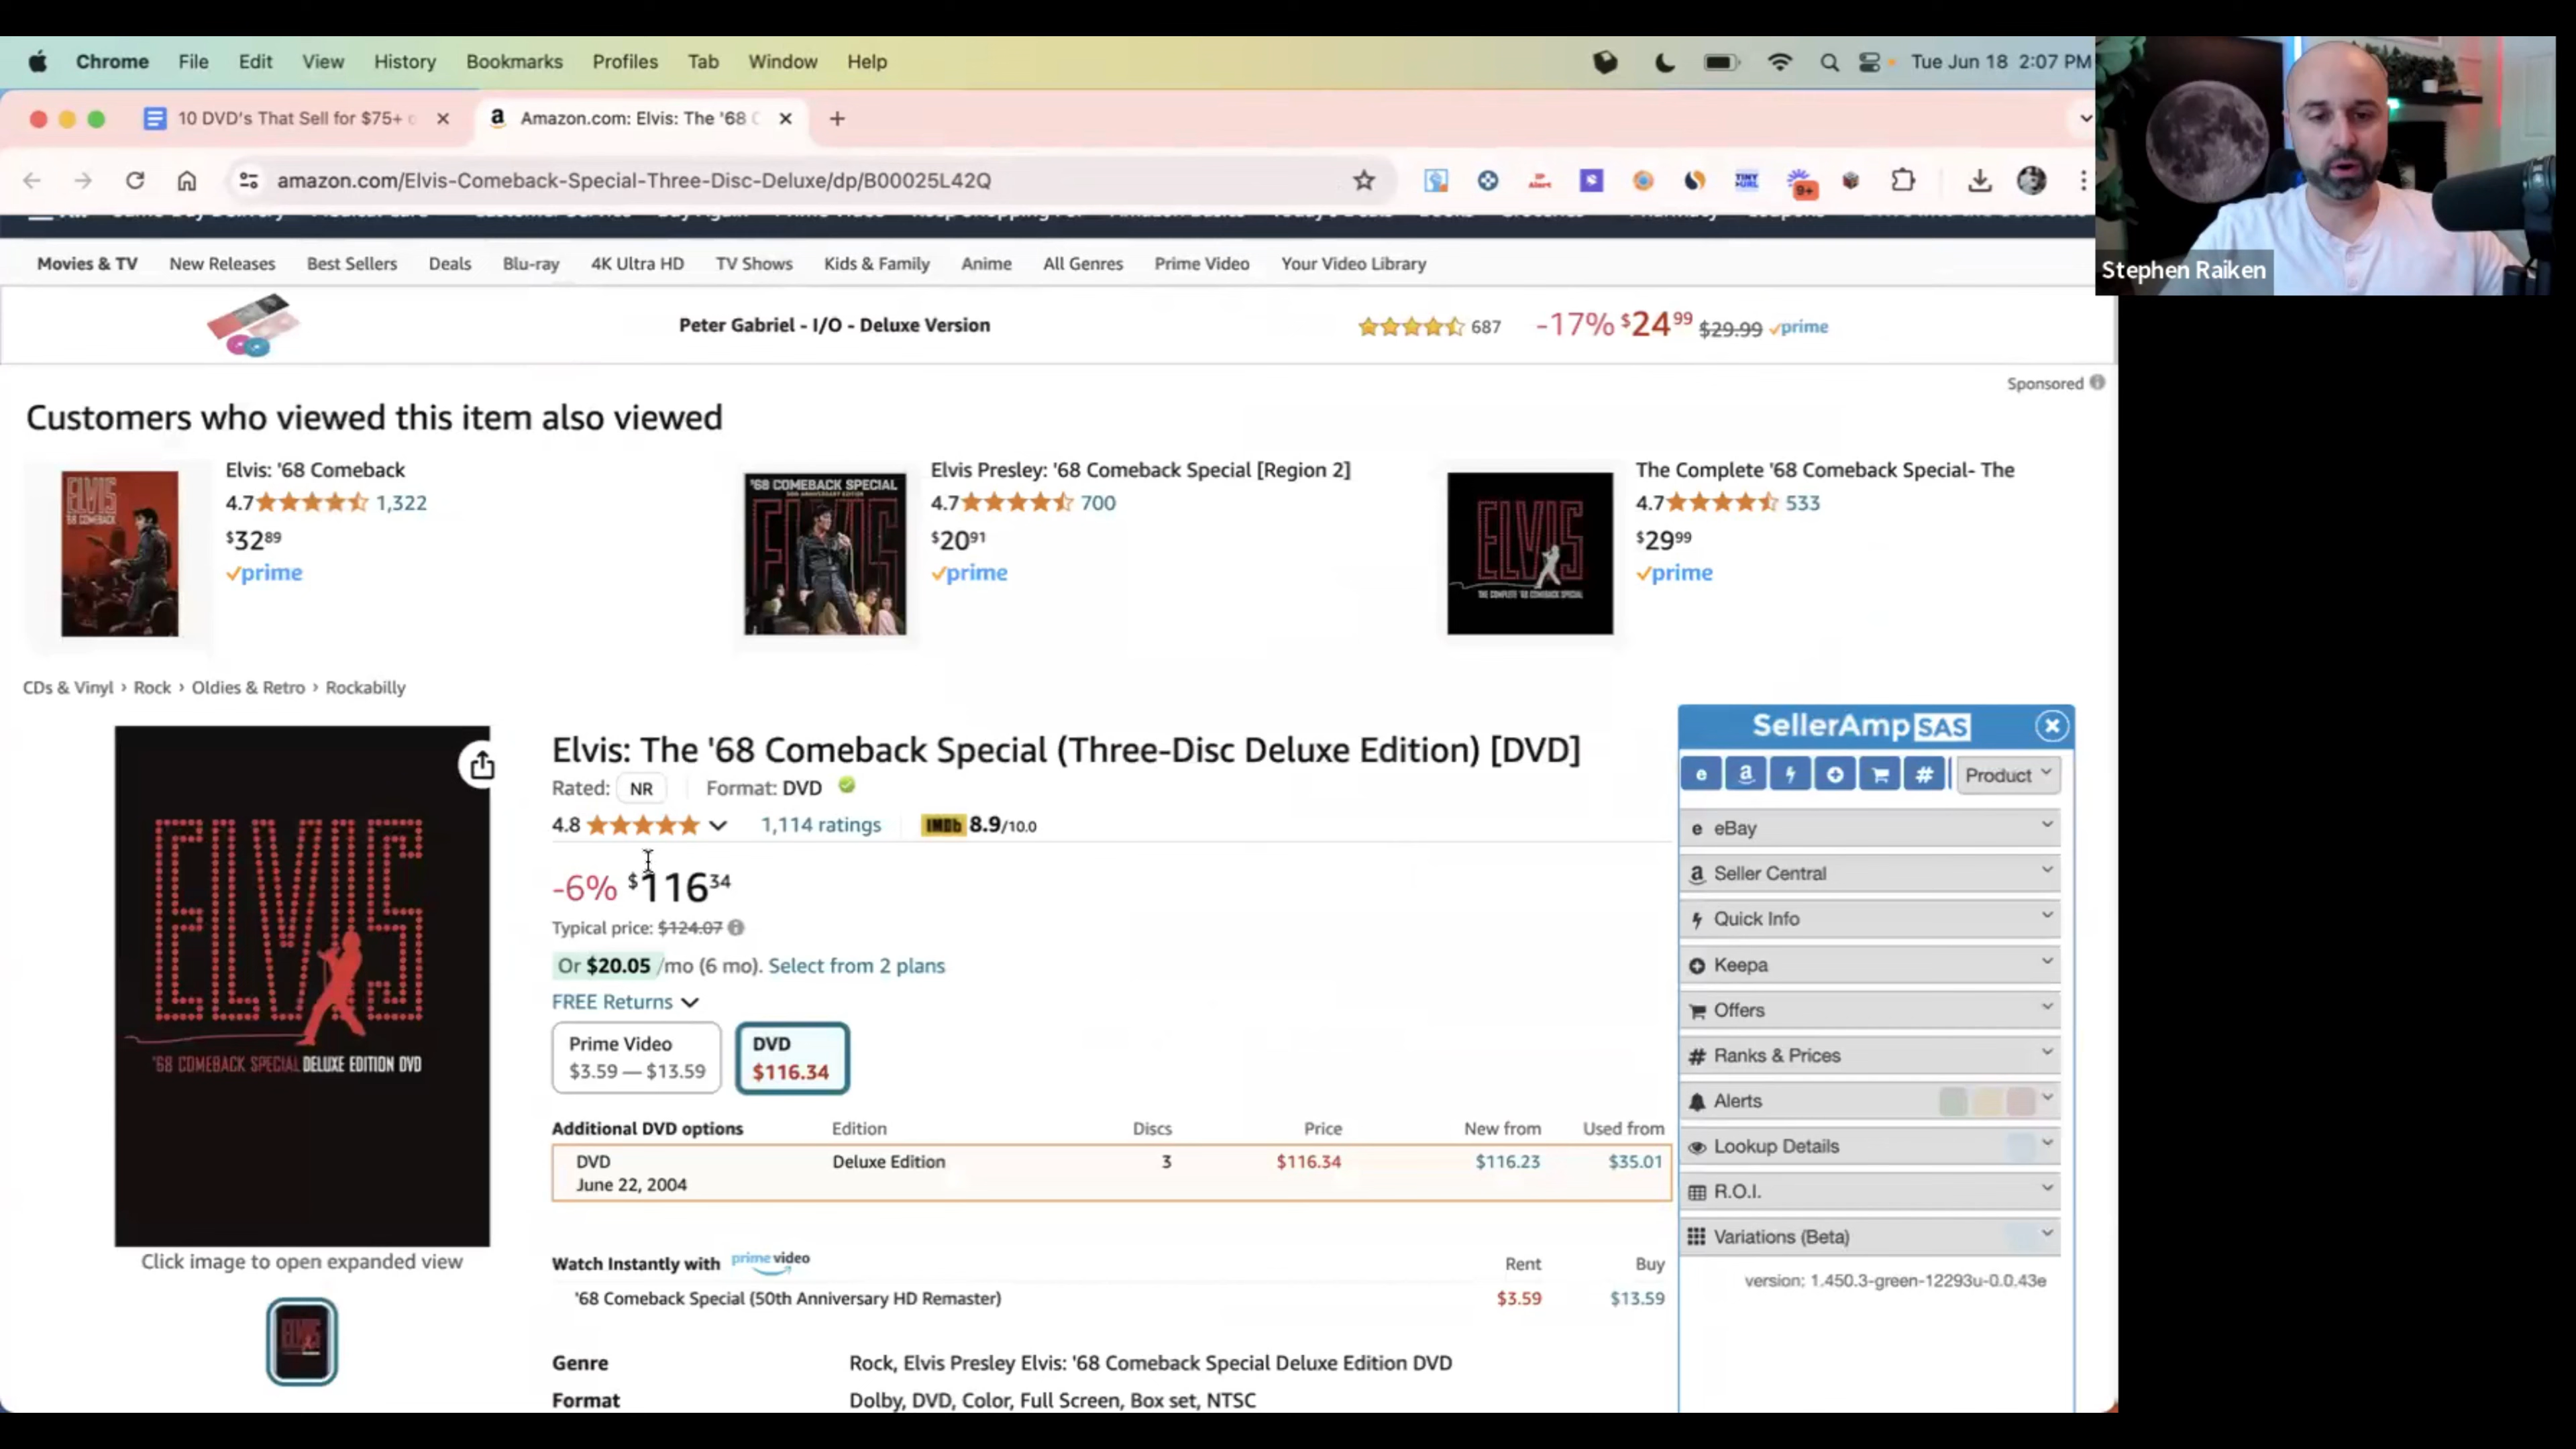 Chrome File Edit View History Bookmarks Profiles Tab Window Help Tue Jun 18 2:07 PM
10 DVD's That Sell for $75+ Amazon.com: Elvis: The '68
amazon.com/Elvis-Comeback-Special-Three-Disc-Deluxe/dp/B00025L42Q
9+
Stephen Raiken
Movies & TV New Releases Best Sellers Deals Blu-ray 4K Ultra HD TV Shows Kids & Family Anime All Genres Prime Video Your Video Library
Peter Gabriel - I/O - Deluxe Version 687 -17% $24.99 $29.99 prime
Sponsored
Customers who viewed this item also viewed
Elvis: '68 Comeback
4.7 1,322
$32.89
prime
Elvis Presley: '68 Comeback Special [Region 2]
4.7 700
$20.91
prime
The Complete '68 Comeback Special- The
4.7 533
$29.99
prime
CDs & Vinyl › Rock › Oldies & Retro › Rockabilly
ELVIS
'68 COMEBACK SPECIAL DELUXE EDITION DVD
Click image to open expanded view
Elvis: The '68 Comeback Special (Three-Disc Deluxe Edition) [DVD]
Rated: NR Format: DVD
4.8 1,114 ratings IMDb 8.9/10.0
-6% $116.34
Typical price: $124.07
Or $20.05 /mo (6 mo). Select from 2 plans
FREE Returns
Prime Video
$3.59 — $13.59
DVD
$116.34
Additional DVD options Edition Discs Price New from Used from
DVD Deluxe Edition 3 $116.34 $116.23 $35.01
June 22, 2004
Watch Instantly with prime video Rent Buy
'68 Comeback Special (50th Anniversary HD Remaster) $3.59 $13.59
Genre Rock, Elvis Presley Elvis: '68 Comeback Special Deluxe Edition DVD
Format Dolby, DVD, Color, Full Screen, Box set, NTSC
SellerAmp SAS
Product
eBay
Seller Central
Quick Info
Keepa
Offers
Ranks & Prices
Alerts
Lookup Details
R.O.I.
Variations (Beta)
version: 1.450.3-green-12293u-0.0.43e